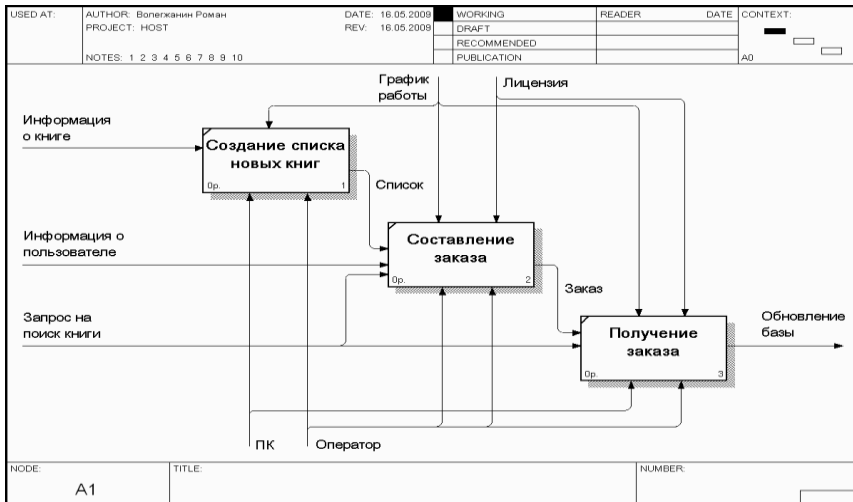 USED AT:
AUTHOR: Вопегжанин Роман
DATE: 16.05.2009
WORKING
READER
DATE
CONTEXT:
PROJECT: HOST
REV: 16.05.2009
DRAFT
RECOMMENDED
NOTES: 1 2 3 4 5 6 7 8 9 10
PUBLICATION
A0
График
работы
Лицензия
Информация
о книге
Создание списка
новых книг
0р. 1
Список
Информация о
пользователе
Составление
заказа
0р. 2
Заказ
Запрос на
поиск книги
Получение
заказа
0р. 3
Обновление
базы
ПК
Оператор
NODE:
TITLE:
NUMBER:
A1